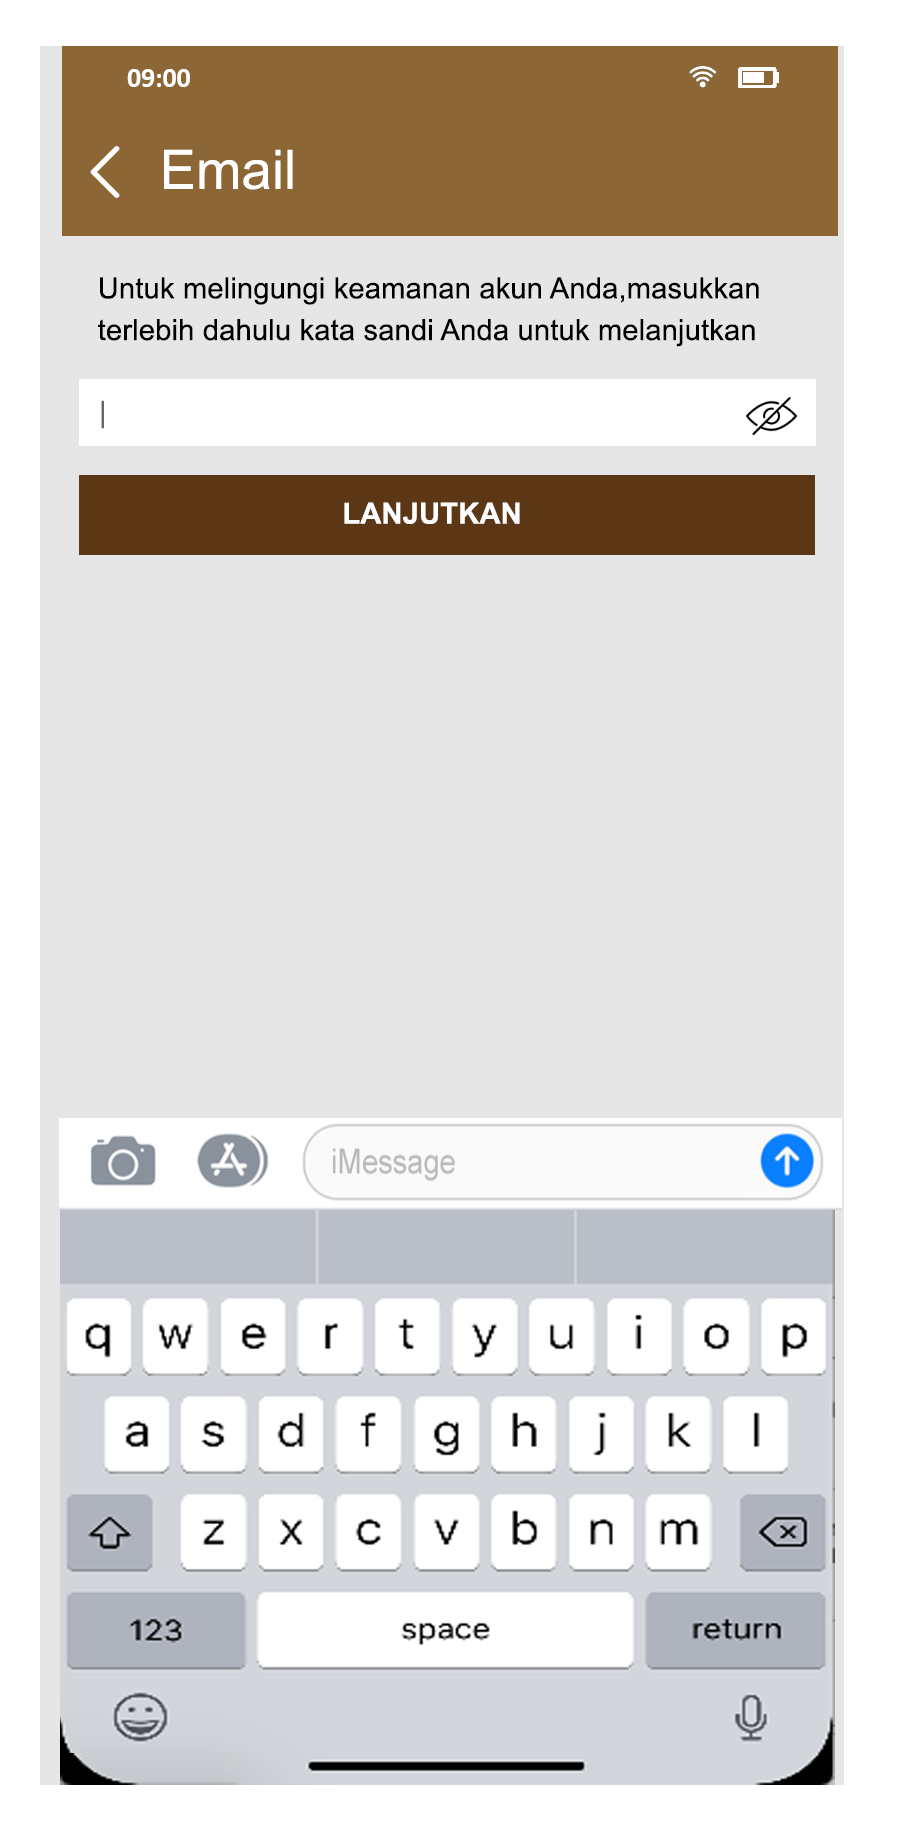 09:00
Email
Untuk melingungi keamanan akun Anda,masukkan
terlebih dahulu kata sandi Anda untuk melanjutkan
LANJUTKAN
iMessage
q w e r t y u i o p
a s d f g h j k l
z x c v b n m
123 space return